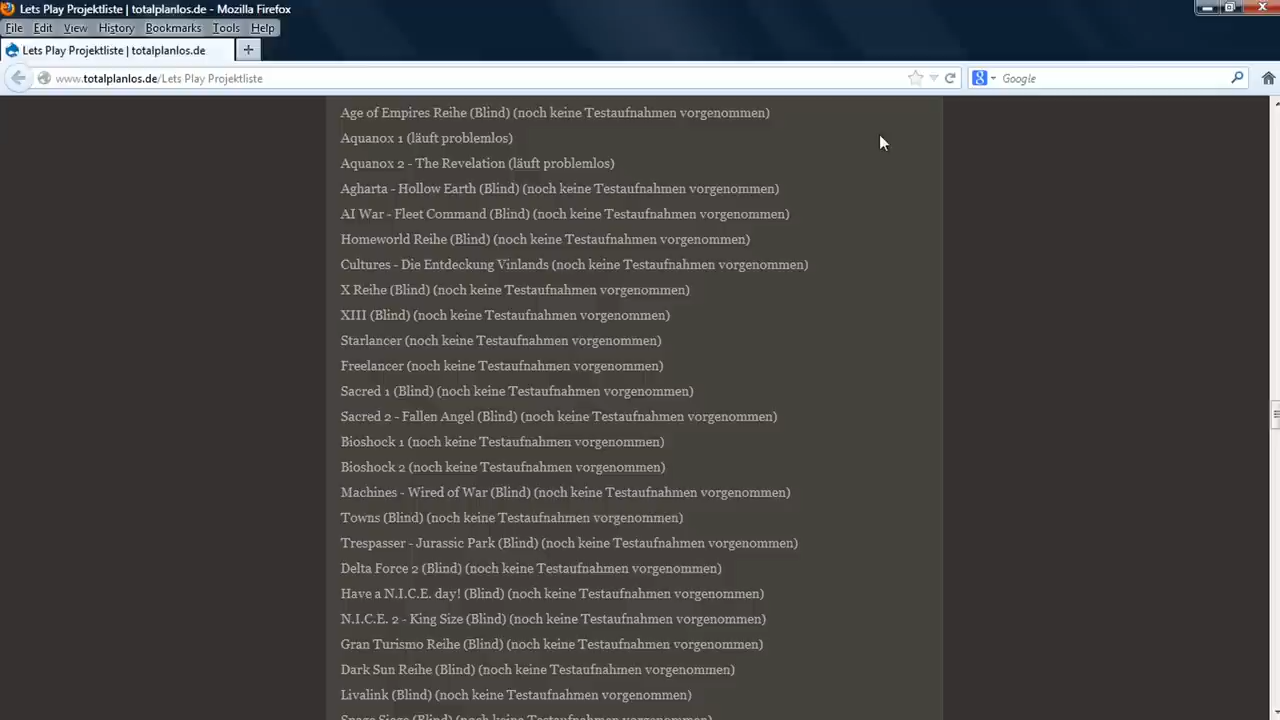 Lets Play Projektliste | totalplanlos.de - Mozilla Firefox
File Edit View History Bookmarks Tools Help
Lets Play Projektliste | totalplanlos.de
www.totalplanlos.de/Lets Play Projektliste
Google
Age of Empires Reihe (Blind) (noch keine Testaufnahmen vorgenommen)
Aquanox 1 (läuft problemlos)
Aquanox 2 - The Revelation (läuft problemlos)
Agharta - Hollow Earth (Blind) (noch keine Testaufnahmen vorgenommen)
AI War - Fleet Command (Blind) (noch keine Testaufnahmen vorgenommen)
Homeworld Reihe (Blind) (noch keine Testaufnahmen vorgenommen)
Cultures - Die Entdeckung Vinlands (noch keine Testaufnahmen vorgenommen)
X Reihe (Blind) (noch keine Testaufnahmen vorgenommen)
XIII (Blind) (noch keine Testaufnahmen vorgenommen)
Starlancer (noch keine Testaufnahmen vorgenommen)
Freelancer (noch keine Testaufnahmen vorgenommen)
Sacred 1 (Blind) (noch keine Testaufnahmen vorgenommen)
Sacred 2 - Fallen Angel (Blind) (noch keine Testaufnahmen vorgenommen)
Bioshock 1 (noch keine Testaufnahmen vorgenommen)
Bioshock 2 (noch keine Testaufnahmen vorgenommen)
Machines - Wired of War (Blind) (noch keine Testaufnahmen vorgenommen)
Towns (Blind) (noch keine Testaufnahmen vorgenommen)
Trespasser - Jurassic Park (Blind) (noch keine Testaufnahmen vorgenommen)
Delta Force 2 (Blind) (noch keine Testaufnahmen vorgenommen)
Have a N.I.C.E. day! (Blind) (noch keine Testaufnahmen vorgenommen)
N.I.C.E. 2 - King Size (Blind) (noch keine Testaufnahmen vorgenommen)
Gran Turismo Reihe (Blind) (noch keine Testaufnahmen vorgenommen)
Dark Sun Reihe (Blind) (noch keine Testaufnahmen vorgenommen)
Livalink (Blind) (noch keine Testaufnahmen vorgenommen)
(Blind) (noch keine Testaufnahmen vorgenommen)